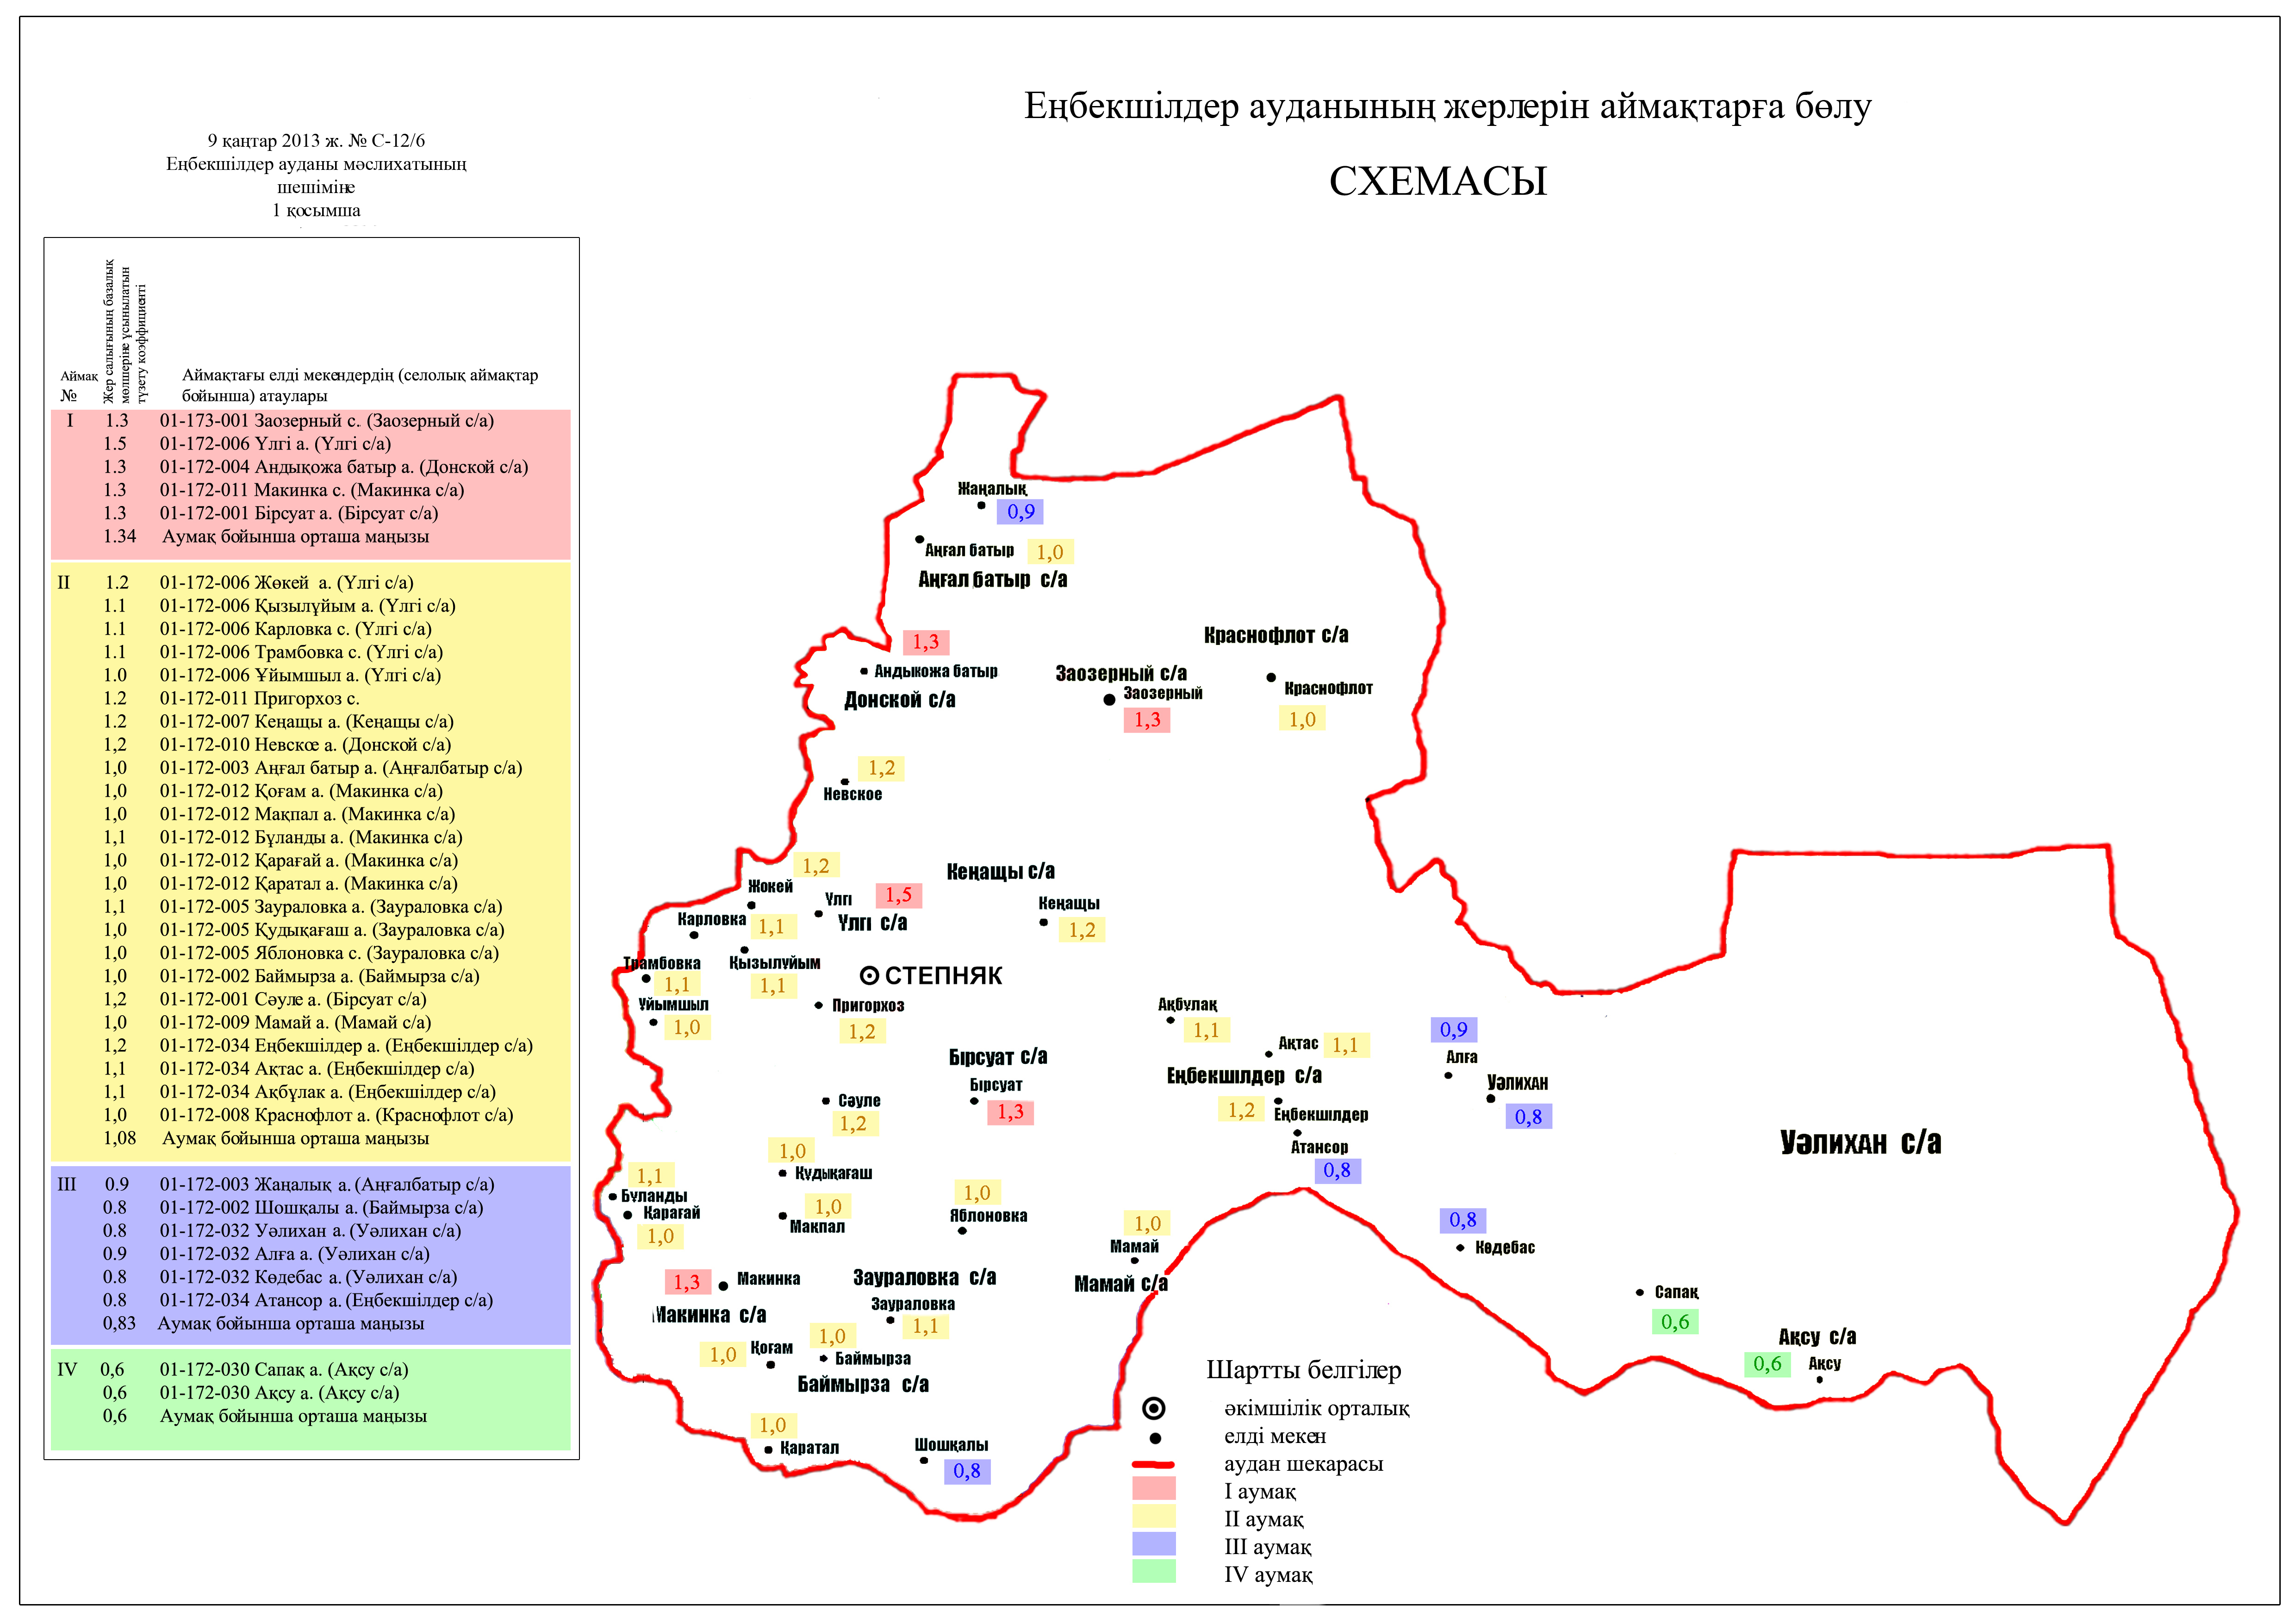 Еңбекшілдер ауданының жерлерін аймақтарға бөлу
СХЕМАСЫ
9 қаңтар 2013 ж. № С-12/6
Еңбекшілдер ауданы мәслихатының
шешіміңе
1 қосымша
Аймақ
№
Жер салығының базалық
мөлшеріне ұсынылатын
түзету коэффициенті
Аймақтағы елді мекендердің (селолық аймақтар
бойынша) атаулары
I 1.3 01-173-001 Заозерный с. (Заозерный с/а)
1.5 01-172-006 Үлгі а. (Үлгі с/а)
1.3 01-172-004 Андықожа батыр а. (Донской с/а)
1.3 01-172-011 Макинка с. (Макинка с/а)
1.3 01-172-001 Бірсуат а. (Бірсуат с/а)
1.34 Аумақ бойынша орташа маңызы
II 1.2 01-172-006 Жөкей а. (Үлгі с/а)
1.1 01-172-006 Қызылұйым а. (Үлгі с/а)
1.1 01-172-006 Карловка с. (Үлгі с/а)
1.1 01-172-006 Трамбовка с. (Үлгі с/а)
1.0 01-172-006 Ұйымшыл а. (Үлгі с/а)
1.2 01-172-011 Пригорхоз с.
1.2 01-172-007 Кеңащы а. (Кеңащы с/а)
1,2 01-172-010 Невское а. (Донской с/а)
1,0 01-172-003 Аңғал батыр а. (Аңғалбатыр с/а)
1,0 01-172-012 Қоғам а. (Макинка с/а)
1,0 01-172-012 Мақпал а. (Макинка с/а)
1,1 01-172-012 Бұланды а. (Макинка с/а)
1,0 01-172-012 Қарағай а. (Макинка с/а)
1,0 01-172-012 Қаратал а. (Макинка с/а)
1,1 01-172-005 Заураловка а. (Заураловка с/а)
1,0 01-172-005 Құдықағаш а. (Заураловка с/а)
1,0 01-172-005 Яблоновка с. (Заураловка с/а)
1,0 01-172-002 Баймырза а. (Баймырза с/а)
1,2 01-172-001 Сәуле а. (Бірсуат с/а)
1,0 01-172-009 Мамай а. (Мамай с/а)
1,2 01-172-034 Еңбекшілдер а. (Еңбекшілдер с/а)
1,1 01-172-034 Ақтас а. (Еңбекшілдер с/а)
1,1 01-172-034 Ақбұлак а. (Еңбекшілдер с/а)
1,0 01-172-008 Краснофлот а. (Краснофлот с/а)
1,08 Аумақ бойынша орташа маңызы
III 0.9 01-172-003 Жаңалық а. (Аңғалбатыр с/а)
0.8 01-172-002 Шошқалы а. (Баймырза с/а)
0.8 01-172-032 Уәлихан а. (Уәлихан с/а)
0.9 01-172-032 Алға а. (Уәлихан с/а)
0.8 01-172-032 Көдебас а. (Уәлихан с/а)
0.8 01-172-034 Атансор а. (Еңбекшілдер с/а)
0,83 Аумақ бойынша орташа маңызы
IV 0,6 01-172-030 Сапақ а. (Ақсу с/а)
0,6 01-172-030 Ақсу а. (Ақсу с/а)
0,6 Аумақ бойынша орташа маңызы
Жаңалық
0,9
Аңғал батыр 1,0
Аңғал батыр с/а
1,3
Андыкожа батыр
Донской с/а
Краснофлот с/а
Заозерный с/а
Заозерный
1,3
Краснофлот
1,0
1,2
Невское
1,2
Жокей
Үлгі
1,5
Үлгі с/а
Карловка
1,1
Кеңащы с/а
Кеңащы
1,2
Трамбовка
1,1
Қызылұйым
1,1
СТЕПНЯК
Ұйымшыл
1,0
Пригорхоз
1,2
Ақбұлақ
1,1
Ақтас 1,1
0,9
Алға
Бірсуат с/а
Бірсуат
1,3
Еңбекшілдер с/а
1,2
Еңбекшілдер
Уәлихан
0,8
Сәуле
1,2
Атансор
0,8
Уәлихан с/а
1,0
Құдықағаш
1,1
Бұланды
Қарағай
1,0
1,0
Мақпал
1,0
Яблоновка
1,0
Мамай
Мамай с/а
0,8
Көдебас
1,3 Макинка
Макинка с/а
Заураловка с/а
Заураловка
1,1
Сапақ
0,6
1,0 Қоғам
1,0
Баймырза
Баймырза с/а
Ақсу с/а
0,6 Ақсу
1,0
Қаратал
Шошқалы
0,8
Шартты белгілер
әкімшілік орталық
елді мекен
аудан шекарасы
I аумақ
II аумақ
III аумақ
IV аумақ